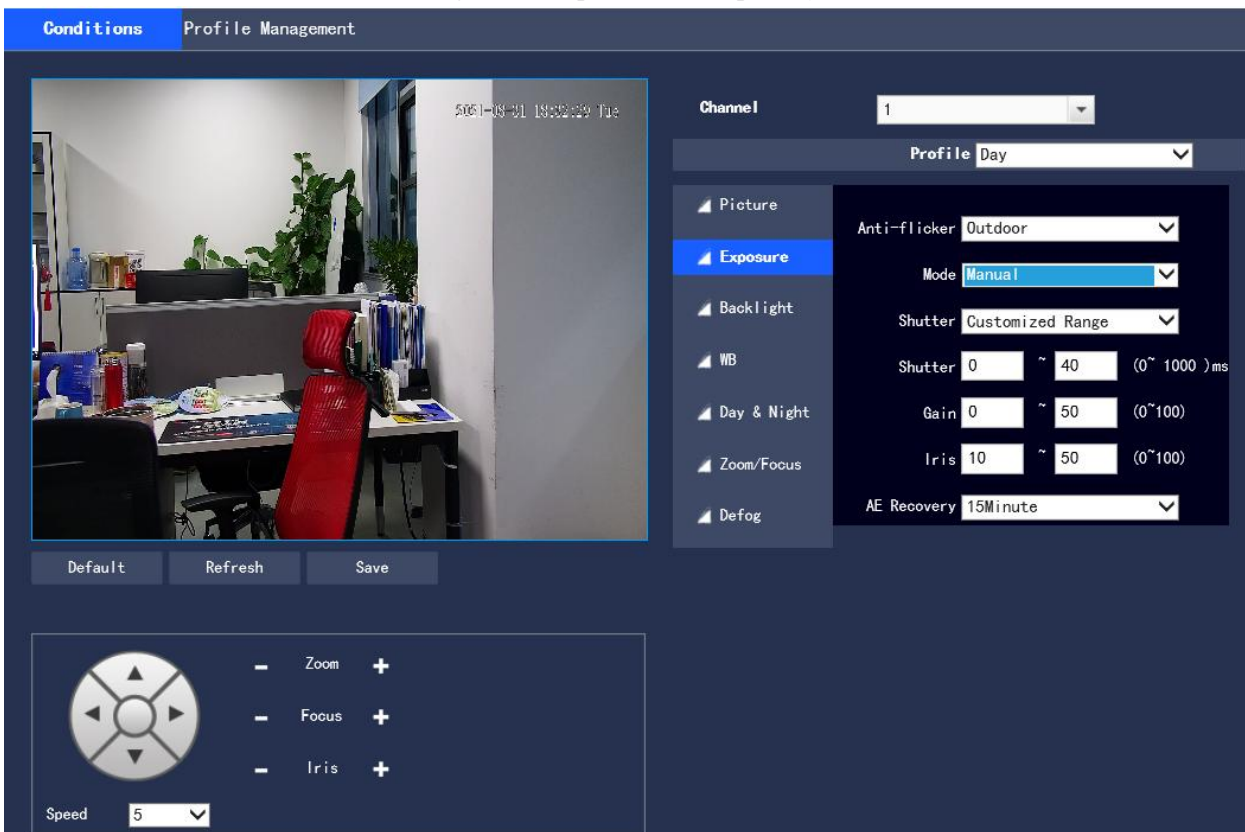 Conditions Profile Management
Channel 1
Profile Day
Picture
Exposure
Backlight
WB
Day & Night
Zoom/Focus
Defog
Anti-flicker Outdoor
Mode Manual
Shutter Customized Range
Shutter 0 ~ 40 (0~ 1000 )ms
Gain 0 ~ 50 (0~100)
Iris 10 ~ 50 (0~100)
AE Recovery 15Minute
Default Refresh Save
- Zoom +
- Focus +
- Iris +
Speed 5